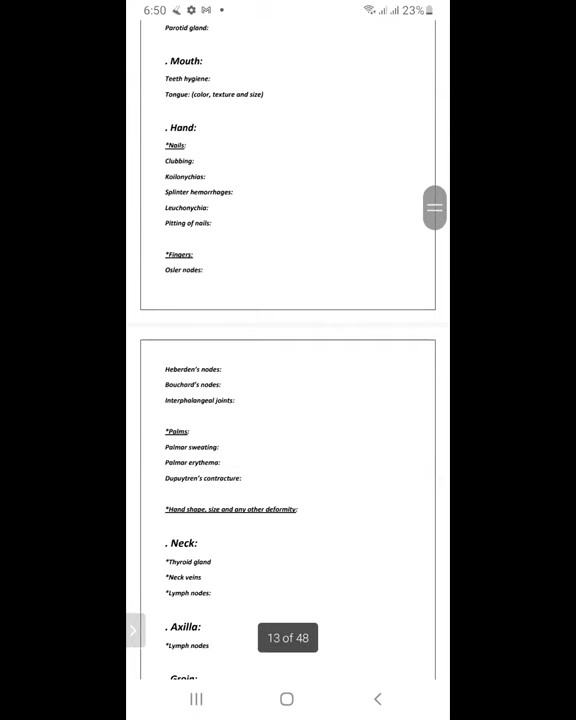 6:50
23%
Parotid gland:
. Mouth:
Teeth hygiene:
Tongue: (color, texture and size)
. Hand:
*Nails:
Clubbing:
Koilonychias:
Splinter hemorrhages:
Leuchonychia:
Pitting of nails:
*Fingers:
Osler nodes:
Heberden's nodes:
Bouchard's nodes:
Interphalangeal joints:
*Palms:
Palmar sweating:
Palmar erythema:
Dupuytren's contracture:
*Hand shape, size and any other deformity:
. Neck:
*Thyroid gland
*Neck veins
*Lymph nodes:
. Axilla:
*Lymph nodes
13 of 48
. Groin: